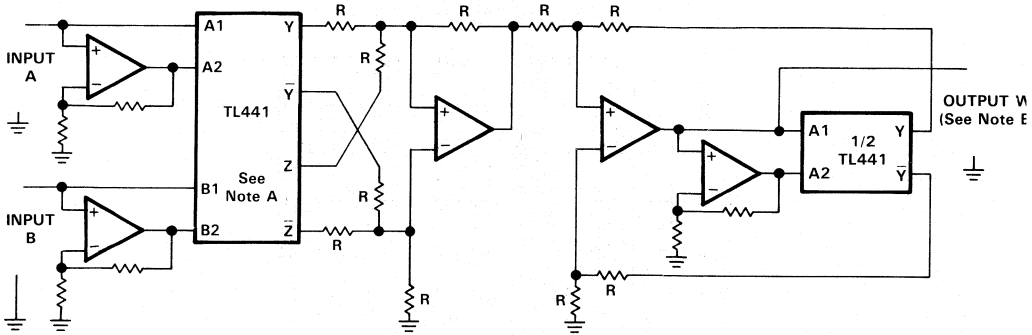 INPUT
A
A1
A2
TL441
See
Note A
B1
B2
INPUT
B
Y
Y̅
Z
Z̅
R
R
R
R
R
R
R
R
R
R
R
+
−
+
−
+
−
+
−
+
−
A1
A2
1/2
TL441
Y
Y̅
OUTPUT W
(See Note B